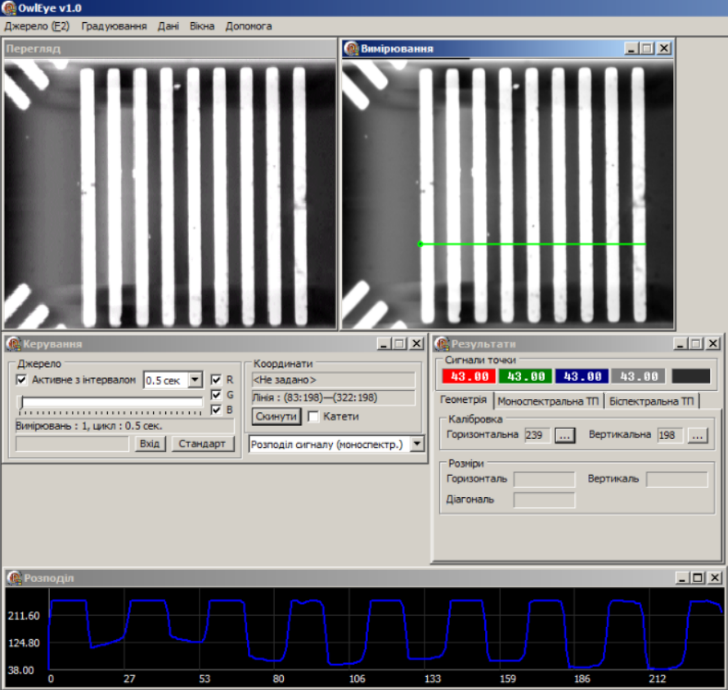 OwlEye v1.0
Джерело (F2) Градуювання Дані Вікна Допомога
Перегляд
Вимірювання
Керування
Джерело
Активне з інтервалом 0.5 сек R
G
B
Вимірювань : 1, цикл : 0.5 сек.
Вхід Стандарт
Координати
<Не задано>
Лінія : (83:198)—(322:198)
Скинути Катети
Розподіл сигналу (моноспектр.)
Результати
Сигнали точки
43.00 43.00 43.00 43.00
Геометрія Моноспектральна ТП Біспектральна ТП
Калібровка
Горизонтальна 239 ... Вертикальна 198 ...
Розміри
Горизонталь Вертикаль
Діагональ
Розподіл
211.60
124.80
38.00
0 27 53 80 106 133 159 186 212